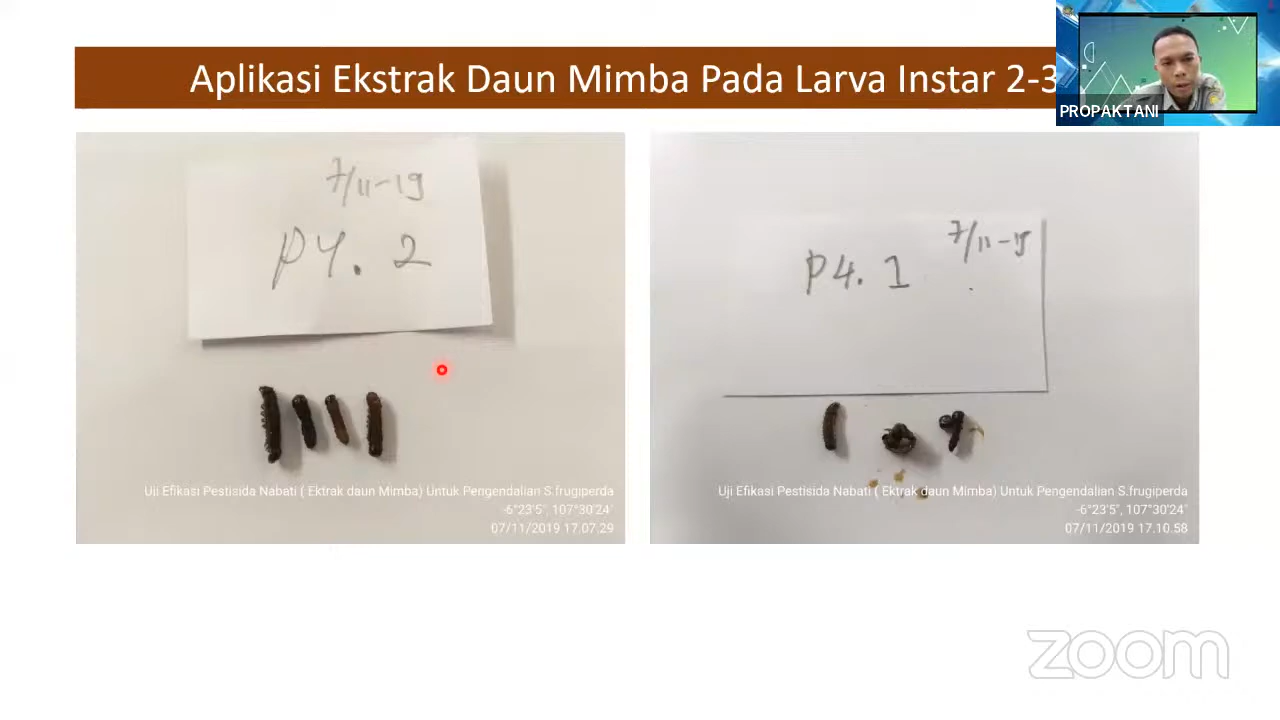 Aplikasi Ekstrak Daun Mimba Pada Larva Instar 2-3
PROPAKTANI
7/11-19
P4. 2
Uji Efikasi Pestisida Nabati ( Ektrak daun Mimba) Untuk Pengendalian S.frugiperda
-6°23'5", 107°30'24"
07/11/2019 17.07.29
7/11-19
P4. 1
Uji Efikasi Pestisida Nabati ( Ektrak daun Mimba) Untuk Pengendalian S.frugiperda
-6°23'5", 107°30'24"
07/11/2019 17.10.58
zoom